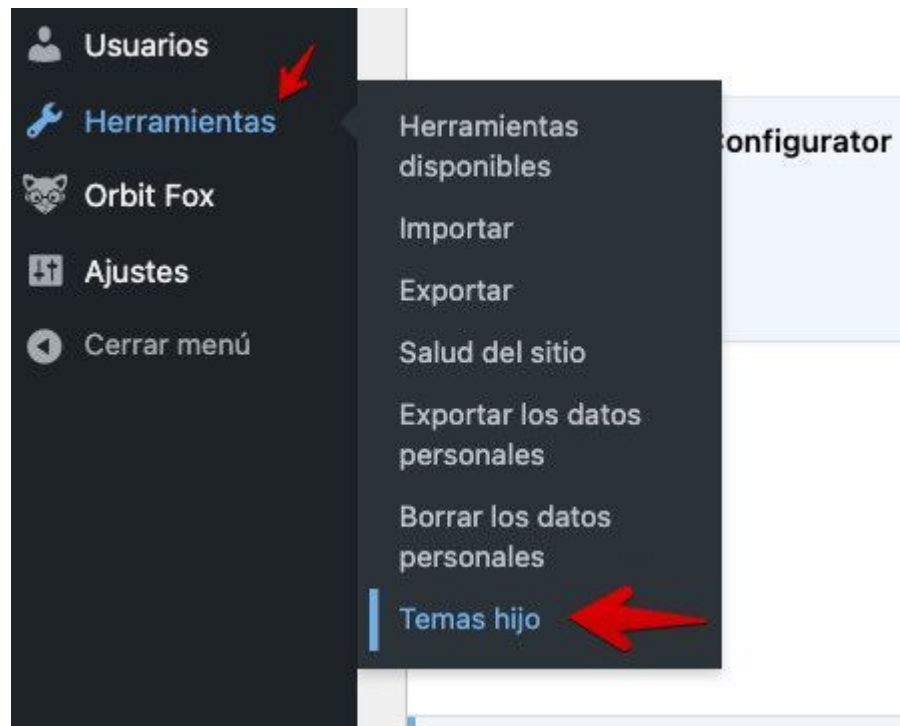 Usuarios
Herramientas
Orbit Fox
Ajustes
Cerrar menú
Herramientas
disponibles
Importar
Exportar
Salud del sitio
Exportar los datos
personales
Borrar los datos
personales
Temas hijo
onfigurator